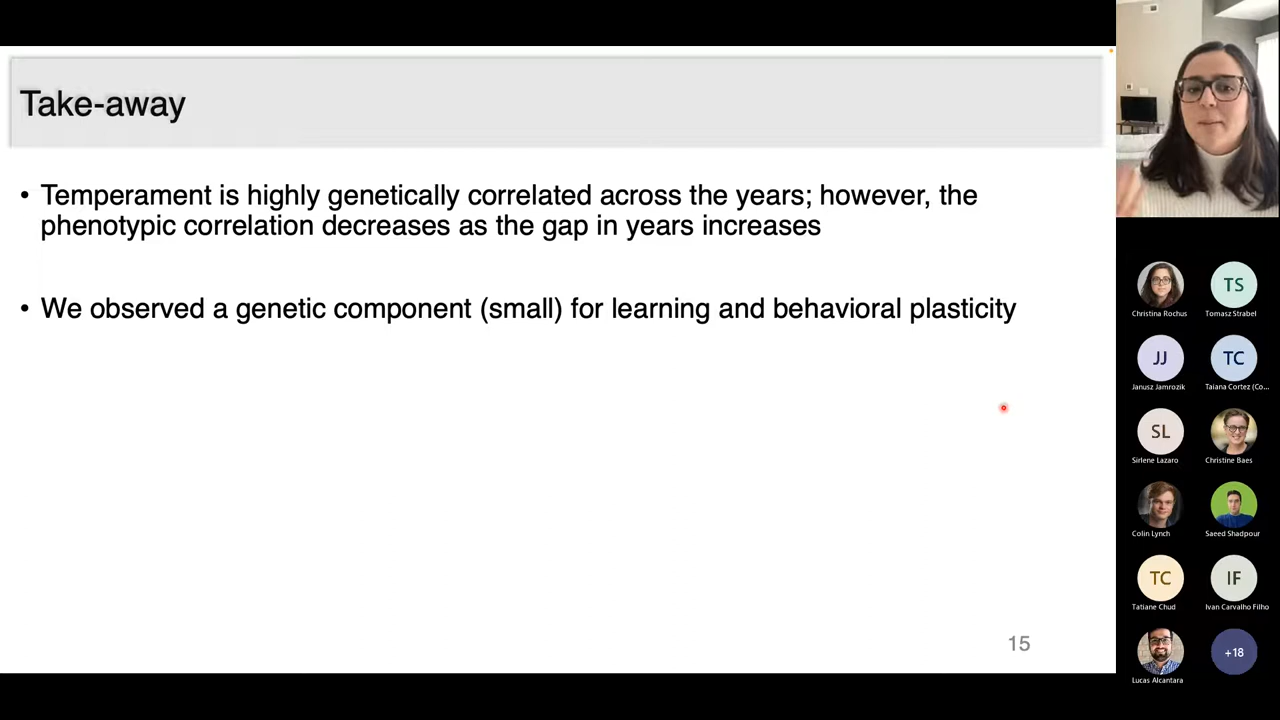 Take-away
• Temperament is highly genetically correlated across the years; however, the
phenotypic correlation decreases as the gap in years increases
• We observed a genetic component (small) for learning and behavioral plasticity
15
Christina Rochus
TS
Tomasz Strabel
JJ
Janusz Jamrozik
TC
Taiana Cortez (Co...
SL
Sirlene Lazaro
Christine Baes
Colin Lynch
Saeed Shadpour
TC
Tatiane Chud
IF
Ivan Carvalho Filho
Lucas Alcantara
+18